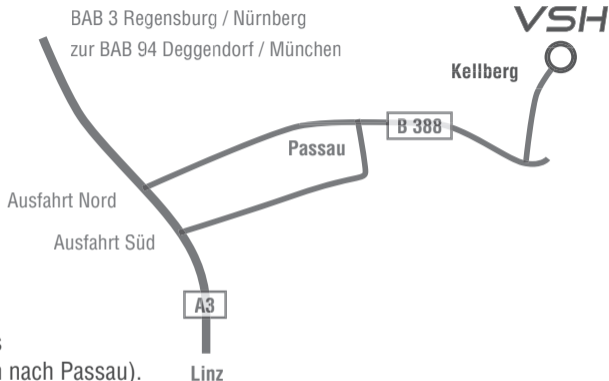 BAB 3 Regensburg / Nürnberg
zur BAB 94 Deggendorf / München
VSH
Kellberg
B 388
Passau
Ausfahrt Nord
Ausfahrt Süd
A3
nach Passau).
Linz